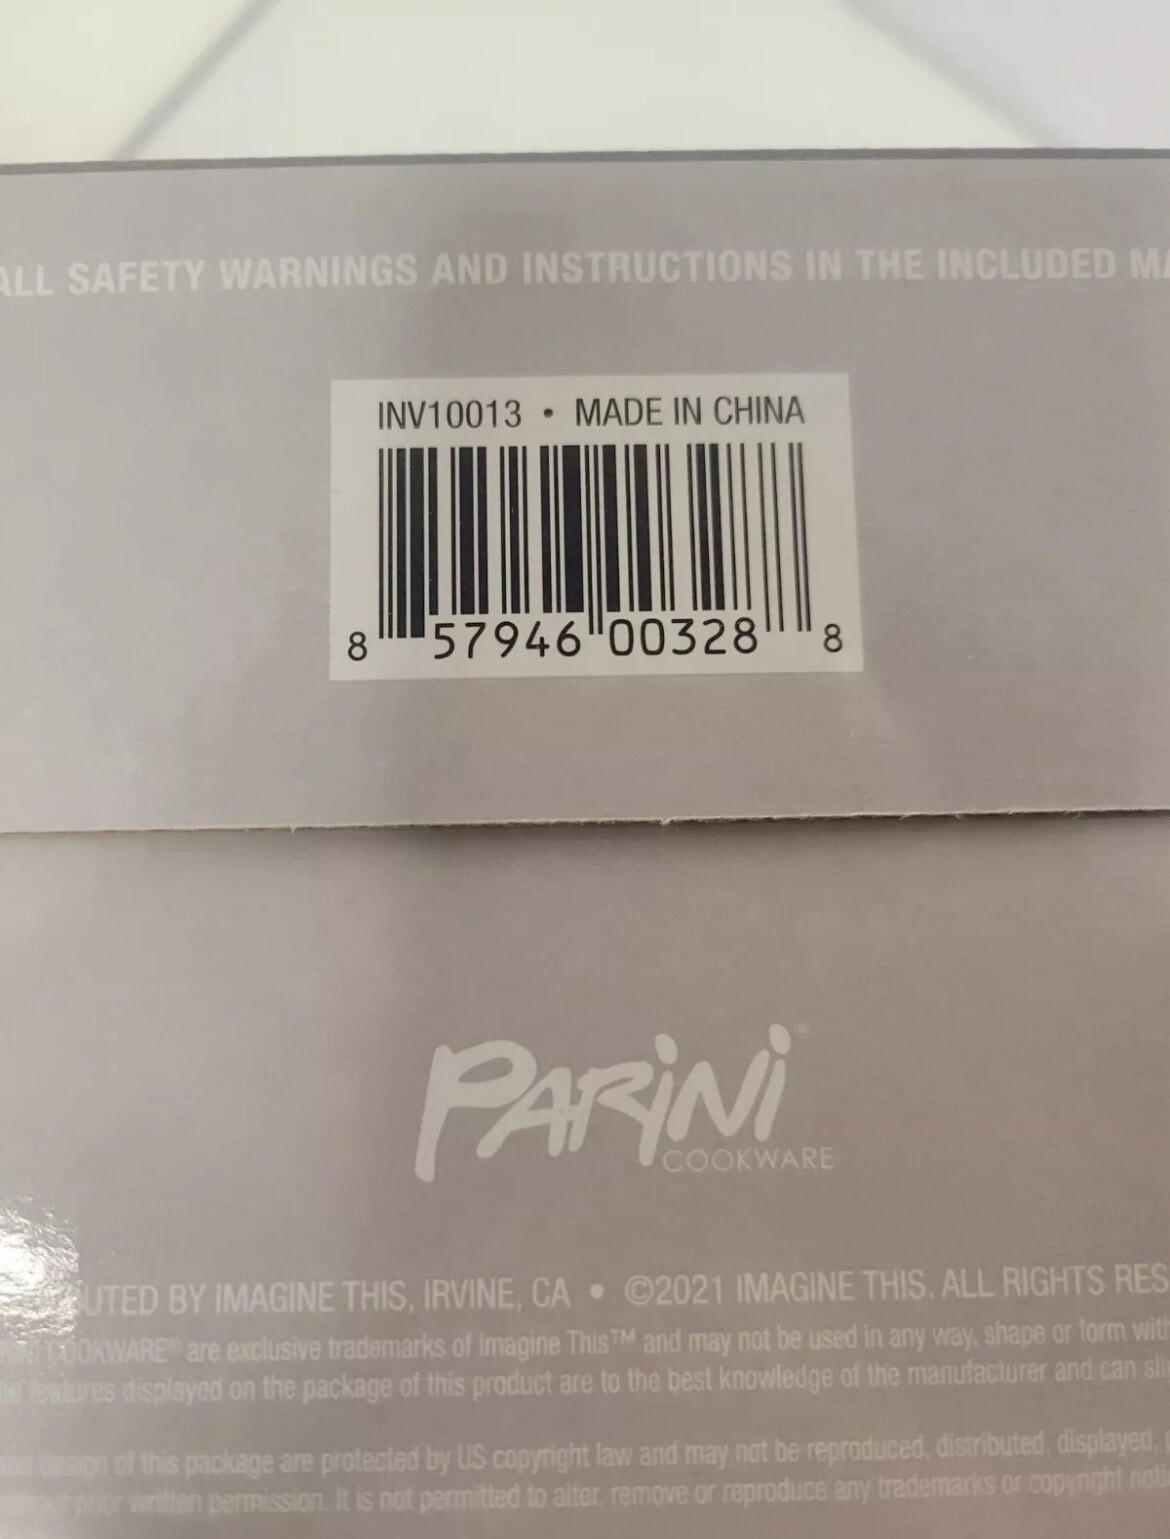 ALL SAFETY WARNINGS AND INSTRUCTIONS IN THE INCLUDED MA
INV10013 • MADE IN CHINA
8 57946 00328 8
PARINI®
COOKWARE
UTED BY IMAGINE THIS, IRVINE, CA • ©2021 IMAGINE THIS. ALL RIGHTS RES
COOKWARE® are exclusive trademarks of Imagine This™ and may not be used in any way, shape or form with
features displayed on the package of this product are to the best knowledge of the manufacturer and can
design of this package are protected by US copyright law and may not be reproduced, distributed, displayed,
prior written permission. It is not permitted to alter, remove or reproduce any trademarks or copyright